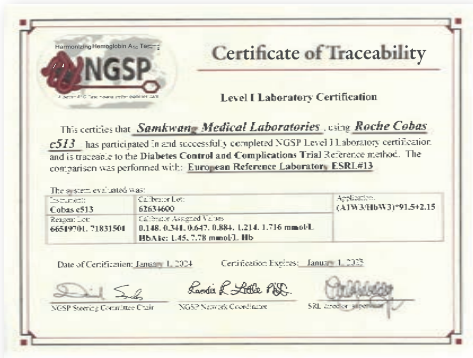 Harmonizing Hemoglobin A1c Testing
NGSP
Certificate of Traceability
Level I Laboratory Certification
This certifies that Samkwang Medical Laboratories, using Roche Cobas
c513 has participated in and successfully completed NGSP Level I Laboratory certification
and is traceable to the Diabetes Control and Complications Trial Reference method. The
comparison was performed with: European Reference Laboratory ESRL#13
The system evaluated was:
Instrument: Calibrator Lot: Application:
Cobas c513 62634600 (A1W3/HbW3)*91.5+2.15
Reagent Lot: Calibrator Assigned Values
66519701, 71831501 0.148, 0.341, 0.647, 0.884, 1.214, 1.716 mmol/L
HbA1c: 1.45, 7.78 mmol/L Hb
Date of Certification: January 1, 2024 Certification Expires: January 1, 2025
NGSP Steering Committee Chair NGSP Network Coordinator SRL